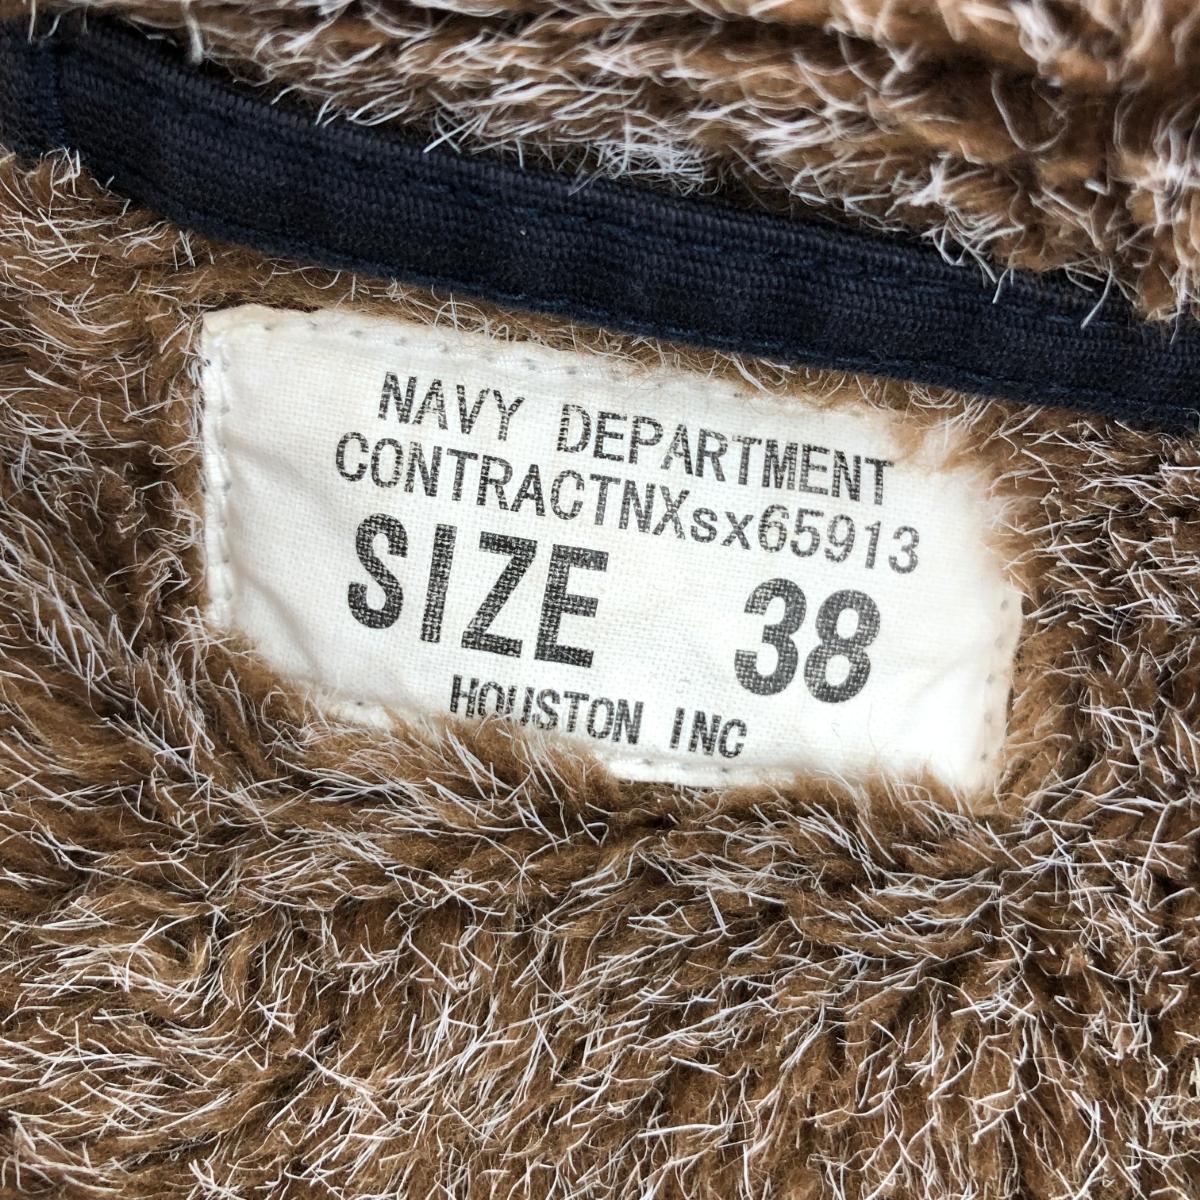 NAVY DEPARTMENT
CONTRACTNXsx65913
SIZE 38
HOUSTON INC